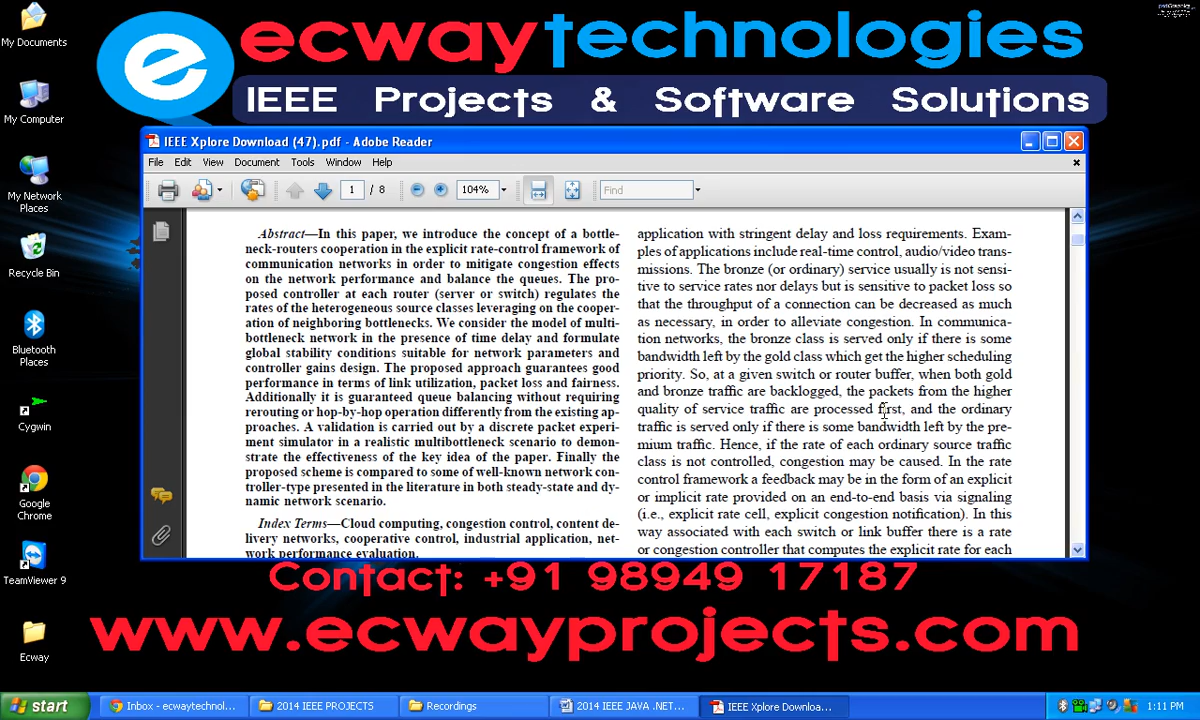 ecwaytechnologies
IEEE Projects & Software Solutions
My Documents
My Computer
My Network
Places
Recycle Bin
Bluetooth
Places
Cygwin
Google
Chrome
TeamViewer 9
Ecway
IEEE Xplore Download (47).pdf - Adobe Reader
File Edit View Document Tools Window Help
1 / 8 104% Find
Abstract—In this paper, we introduce the concept of a bottle-
neck-routers cooperation in the explicit rate-control framework of
communication networks in order to mitigate congestion effects
on the network performance and balance the queues. The pro-
posed controller at each router (server or switch) regulates the
rates of the heterogeneous source classes leveraging on the cooper-
ation of neighboring bottlenecks. We consider the model of multi-
bottleneck network in the presence of time delay and formulate
global stability conditions suitable for network parameters and
controller gains design. The proposed approach guarantees good
performance in terms of link utilization, packet loss and fairness.
Additionally it is guaranteed queue balancing without requiring
rerouting or hop-by-hop operation differently from the existing ap-
proaches. A validation is carried out by a discrete packet experi-
ment simulator in a realistic multibottleneck scenario to demon-
strate the effectiveness of the key idea of the paper. Finally the
proposed scheme is compared to some of well-known network con-
troller-type presented in the literature in both steady-state and dy-
namic network scenario.
Index Terms—Cloud computing, congestion control, content de-
livery networks, cooperative control, industrial application, net-
work performance evaluation.
application with stringent delay and loss requirements. Exam-
ples of applications include real-time control, audio/video trans-
missions. The bronze (or ordinary) service usually is not sensi-
tive to service rates nor delays but is sensitive to packet loss so
that the throughput of a connection can be decreased as much
as necessary, in order to alleviate congestion. In communica-
tion networks, the bronze class is served only if there is some
bandwidth left by the gold class which get the higher scheduling
priority. So, at a given switch or router buffer, when both gold
and bronze traffic are backlogged, the packets from the higher
quality of service traffic are processed first, and the ordinary
traffic is served only if there is some bandwidth left by the pre-
mium traffic. Hence, if the rate of each ordinary source traffic
class is not controlled, congestion may be caused. In the rate
control framework a feedback may be in the form of an explicit
or implicit rate provided on an end-to-end basis via signaling
(i.e., explicit rate cell, explicit congestion notification). In this
way associated with each switch or link buffer there is a rate
or congestion controller that computes the explicit rate for each
Contact: +91 98949 17187
www.ecwayprojects.com
start
Inbox - ecwaytechnol...
2014 IEEE PROJECTS
Recordings
2014 IEEE JAVA .NET...
IEEE Xplore Downloa...
1:11 PM